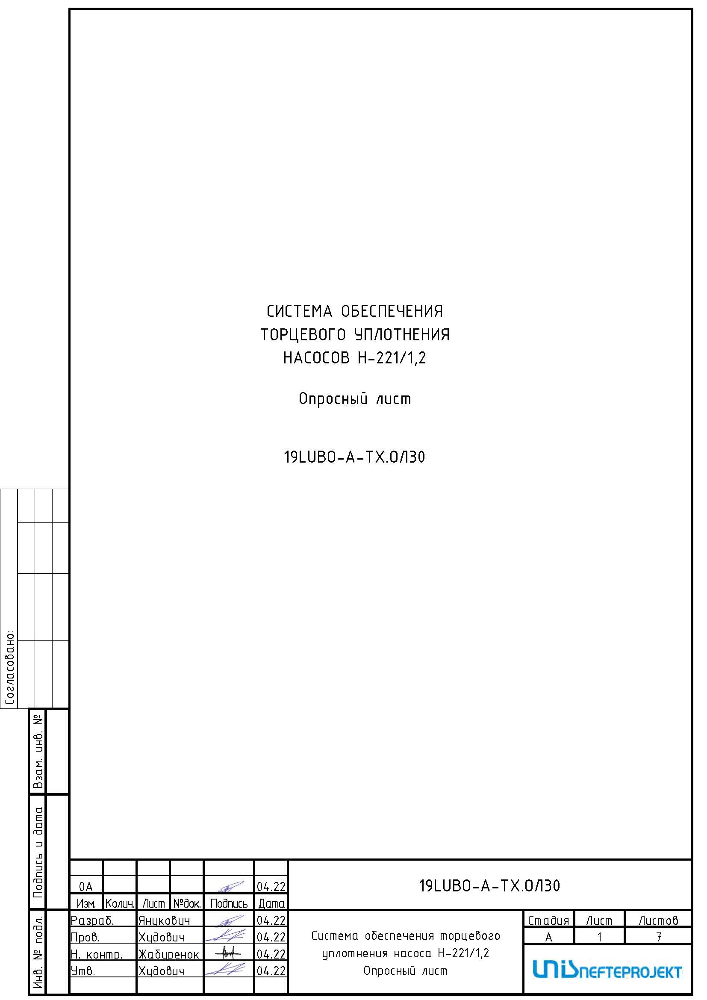 СИСТЕМА ОБЕСПЕЧЕНИЯ
ТОРЦЕВОГО УПЛОТНЕНИЯ
НАСОСОВ Н-221/1,2
Опросный лист
19LUBO-A-TX.ОЛ30
Согласовано:
Взам. инв. №
Подпись и дата
Инв. № подл.
0А 04.22
Изм. Колич. Лист №док. Подпись Дата
Разраб. Янукович 04.22
Пров. Худович 04.22
Н. контр. Жабуренок 04.22
Утв. Худович 04.22
19LUBO-A-TX.ОЛ30
Система обеспечения торцевого
уплотнения насоса Н-221/1,2
Опросный лист
Стадия Лист Листов
А 1 7
UNIS NEFTEPROJEKT